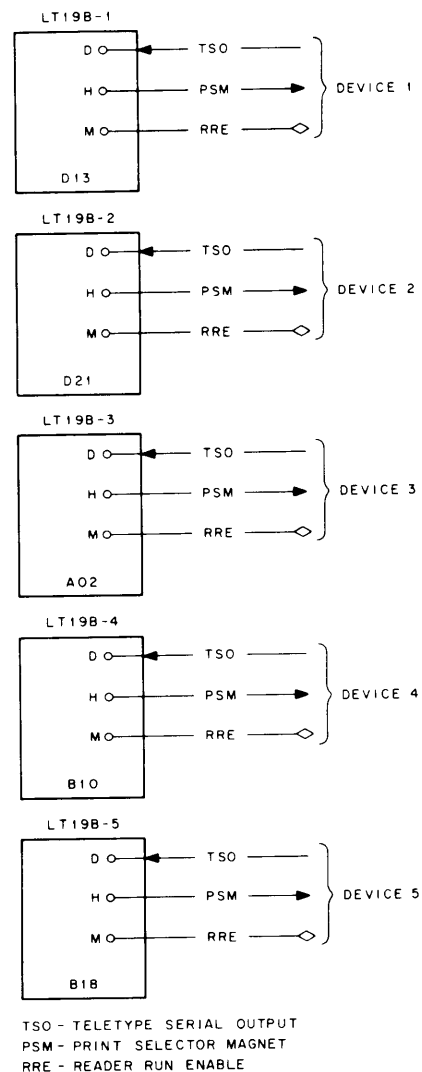 LT19B-1
D TSO
H PSM DEVICE 1
M RRE
D13
LT19B-2
D TSO
H PSM DEVICE 2
M RRE
D21
LT19B-3
D TSO
H PSM DEVICE 3
M RRE
A02
LT19B-4
D TSO
H PSM DEVICE 4
M RRE
B10
LT19B-5
D TSO
H PSM DEVICE 5
M RRE
B18
TSO - TELETYPE SERIAL OUTPUT
PSM - PRINT SELECTOR MAGNET
RRE - READER RUN ENABLE